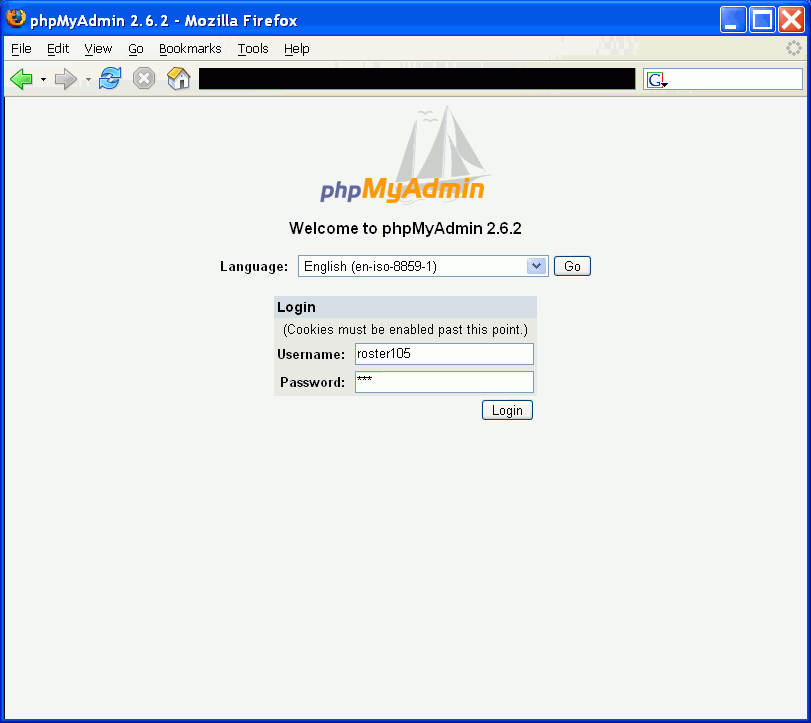 phpMyAdmin 2.6.2 - Mozilla Firefox
File Edit View Go Bookmarks Tools Help
G
phpMyAdmin
Welcome to phpMyAdmin 2.6.2
Language: English (en-iso-8859-1) Go
Login
(Cookies must be enabled past this point.)
Username: roster105
Password: ***
Login